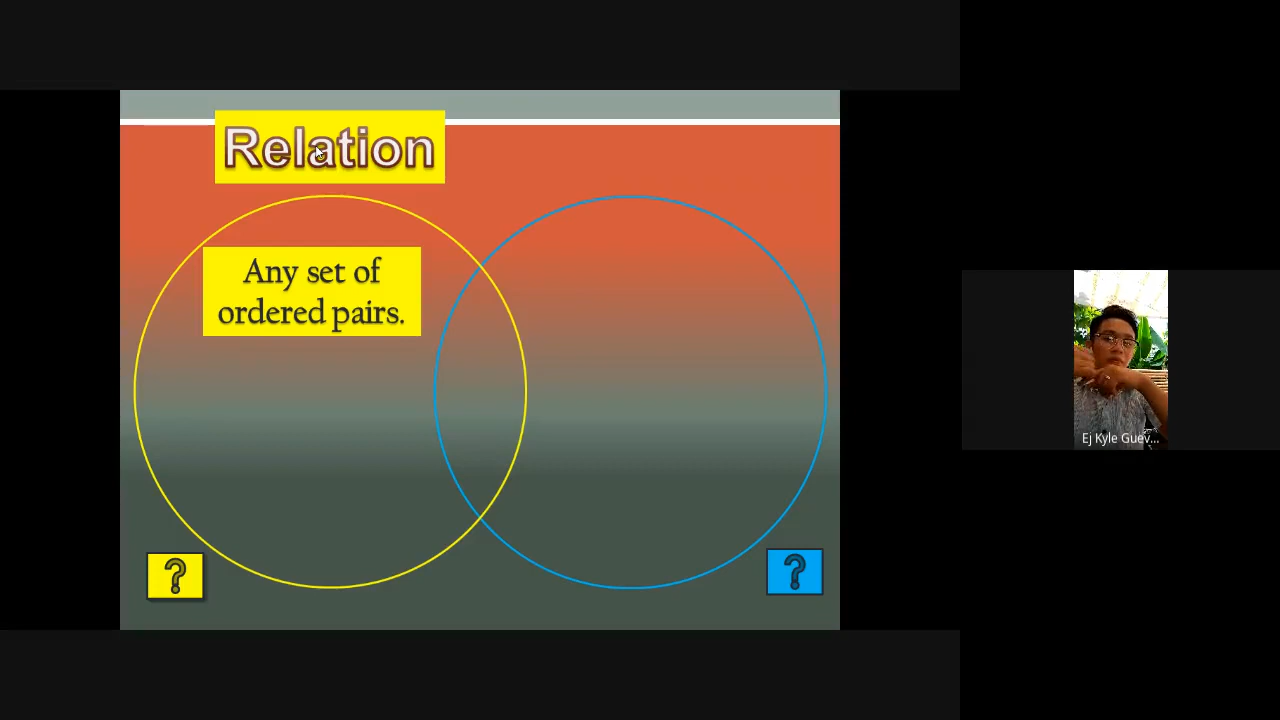 Relation
Any set of
ordered pairs.
?
?
Ej Kyle Guev...